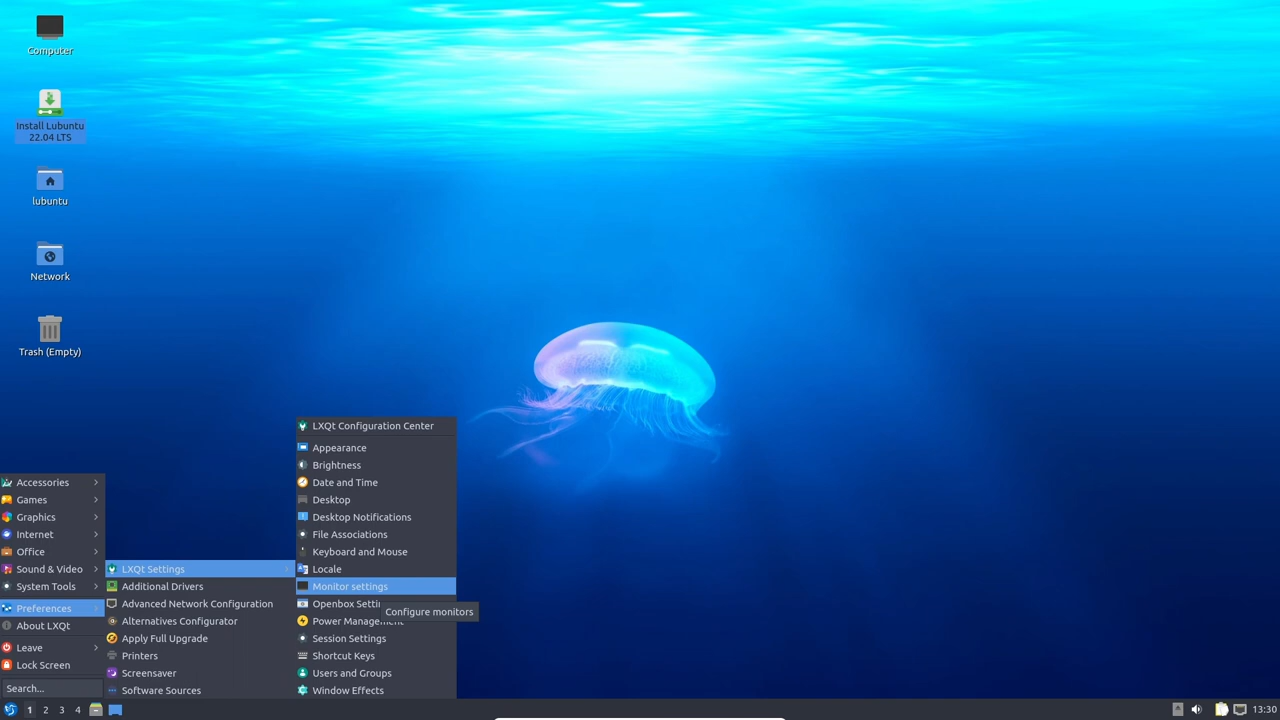 Computer
Install Lubuntu
22.04 LTS
lubuntu
Network
Trash (Empty)
Accessories
Games
Graphics
Internet
Office
Sound & Video
System Tools
Preferences
About LXQt
Leave
Lock Screen
Search...
LXQt Settings
Additional Drivers
Advanced Network Configuration
Alternatives Configurator
Apply Full Upgrade
Printers
Screensaver
Software Sources
LXQt Configuration Center
Appearance
Brightness
Date and Time
Desktop
Desktop Notifications
File Associations
Keyboard and Mouse
Locale
Monitor settings
Openbox Settin
Configure monitors
Power Management
Session Settings
Shortcut Keys
Users and Groups
Window Effects
1 2 3 4
13:30